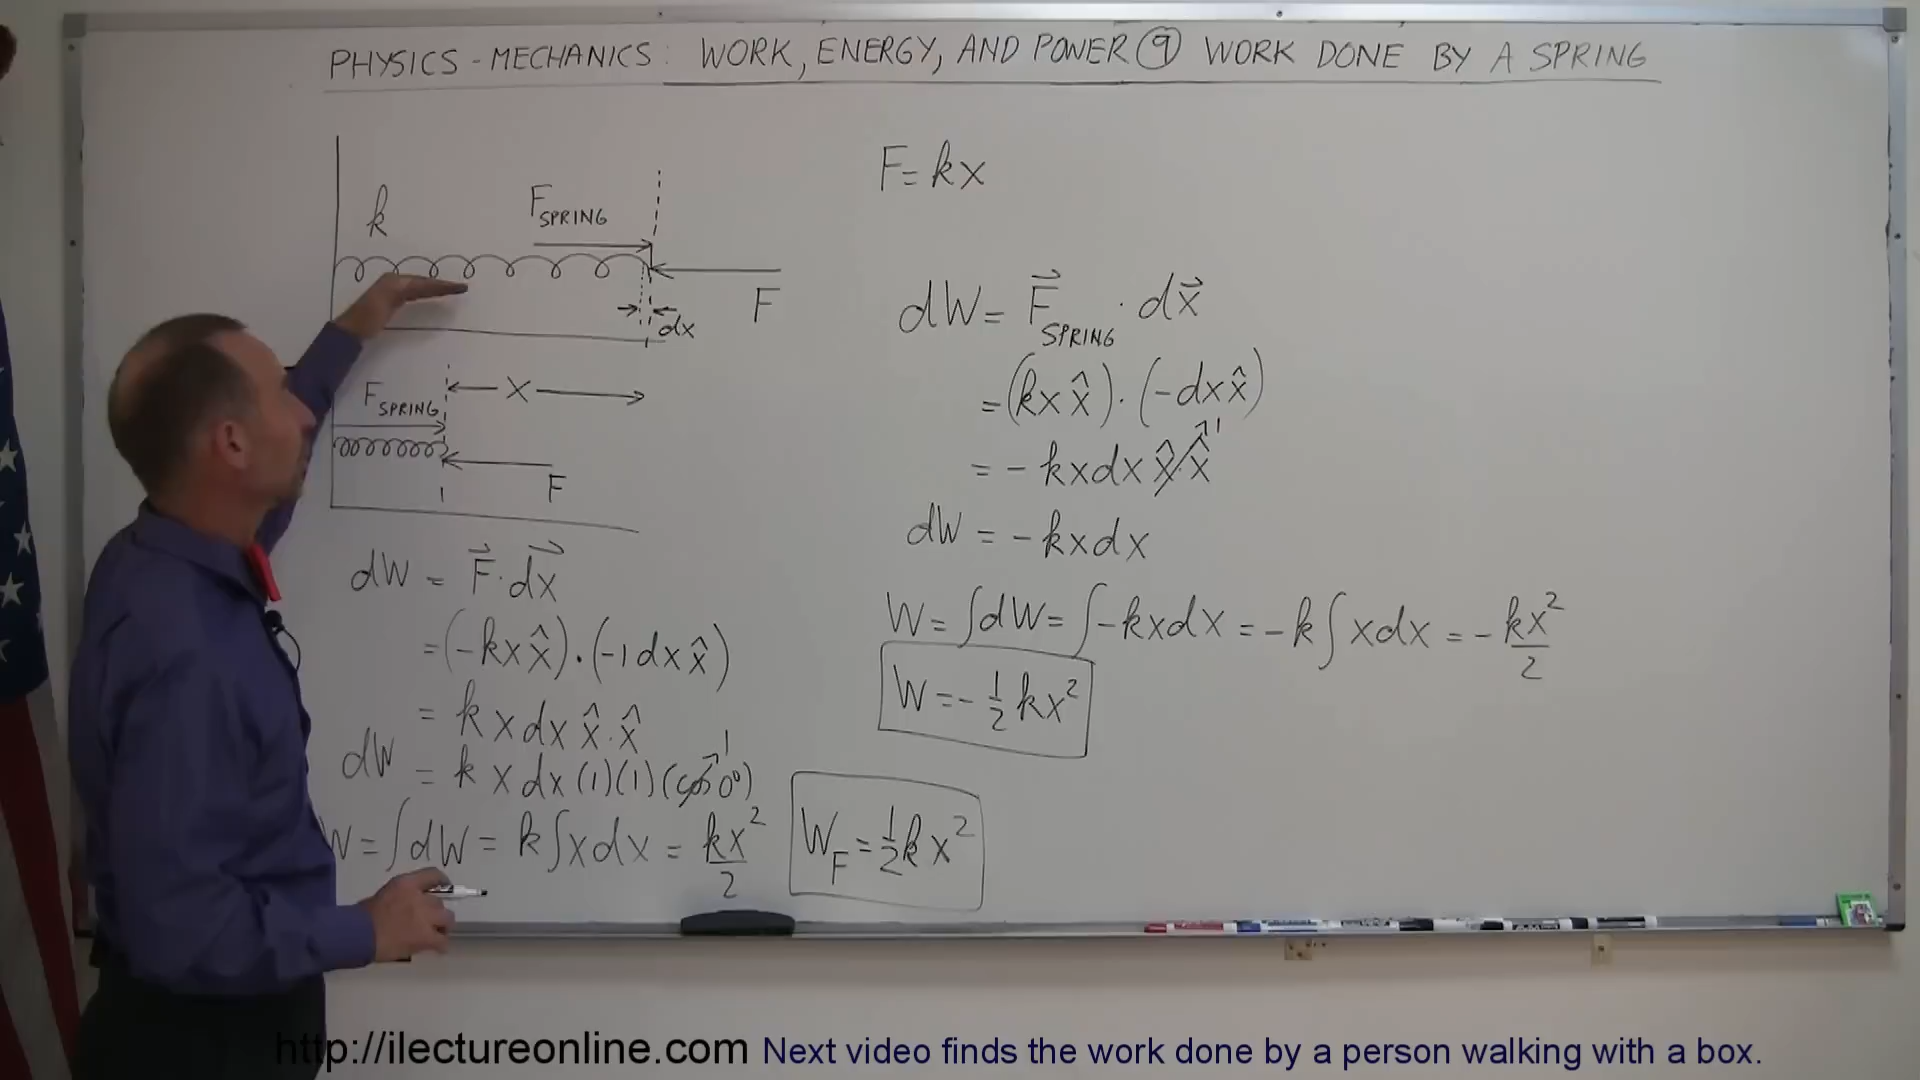 PHYSICS - MECHANICS: WORK, ENERGY, AND POWER ⑨ WORK DONE BY A SPRING
k
F_SPRING
F
dx
F_SPRING
x
F
dW = F⃗ · dx⃗
= (-kx x̂) · (-1dx x̂)
= kxdx x̂ · x̂
dW = kxdx (1)(1)(cos 0°) 1
W = ∫dW = k∫xdx = kx²/2
W_F = ½kx²
F = kx
dW = F⃗_SPRING · dx⃗
= (kx x̂) · (-dx x̂)
= -kxdx x̂ · x̂ 1
dW = -kxdx
W = ∫dW = ∫-kxdx = -k∫xdx = -kx²/2
W = -½kx²
http://ilectureonline.com Next video finds the work done by a person walking with a box.